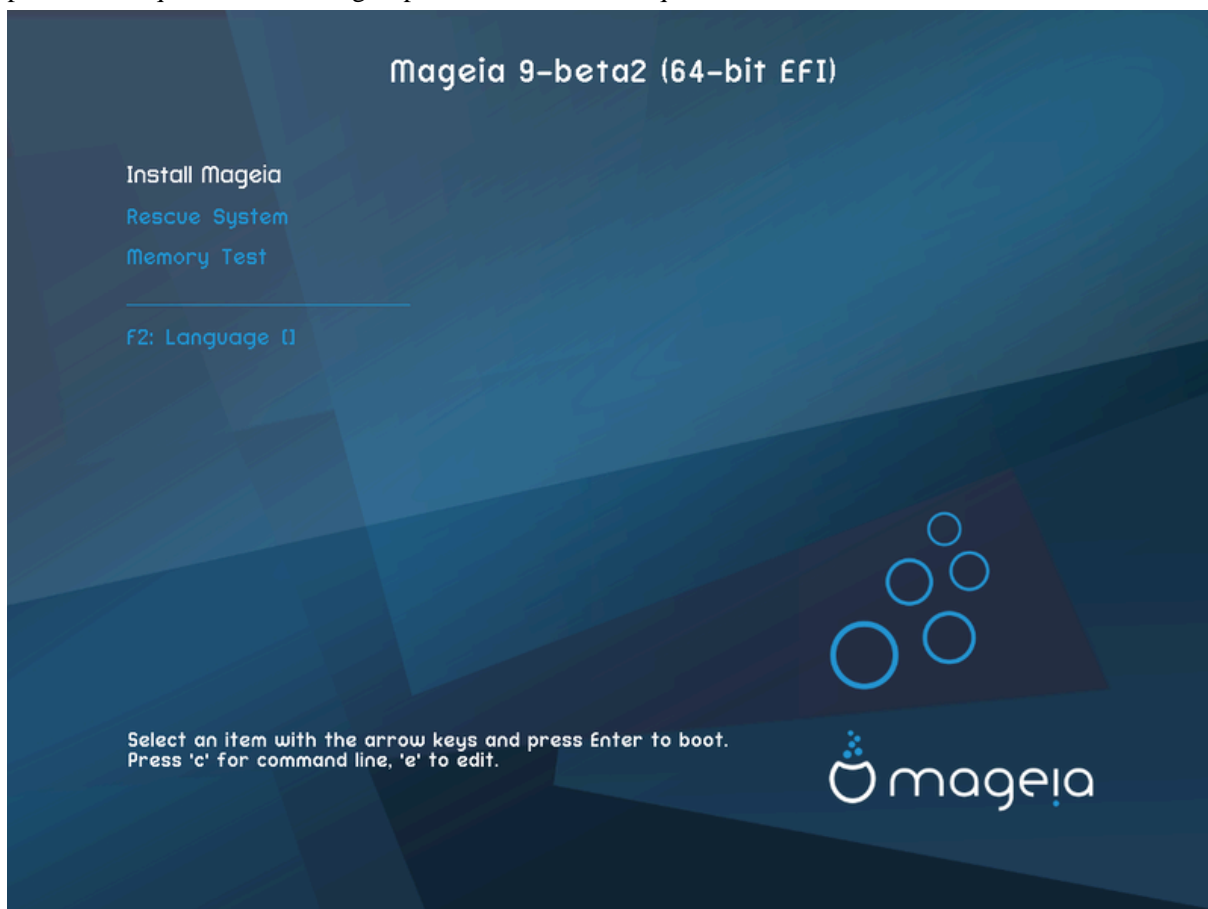 Mageia 9-beta2 (64-bit EFI)
Install Mageia
Rescue System
Memory Test
F2: Language []
Select an item with the arrow keys and press Enter to boot.
Press 'c' for command line, 'e' to edit.
mageia